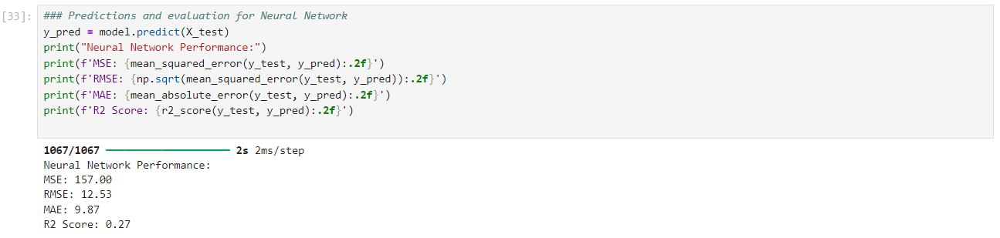 [33]: ### Predictions and evaluation for Neural Network
y_pred = model.predict(X_test)
print("Neural Network Performance:")
print(f'MSE: {mean_squared_error(y_test, y_pred):.2f}')
print(f'RMSE: {np.sqrt(mean_squared_error(y_test, y_pred)):.2f}')
print(f'MAE: {mean_absolute_error(y_test, y_pred):.2f}')
print(f'R2 Score: {r2_score(y_test, y_pred):.2f}')
1067/1067 ━━━━━━━━━━━━━━━━━━━━ 2s 2ms/step
Neural Network Performance:
MSE: 157.00
RMSE: 12.53
MAE: 9.87
R2 Score: 0.27